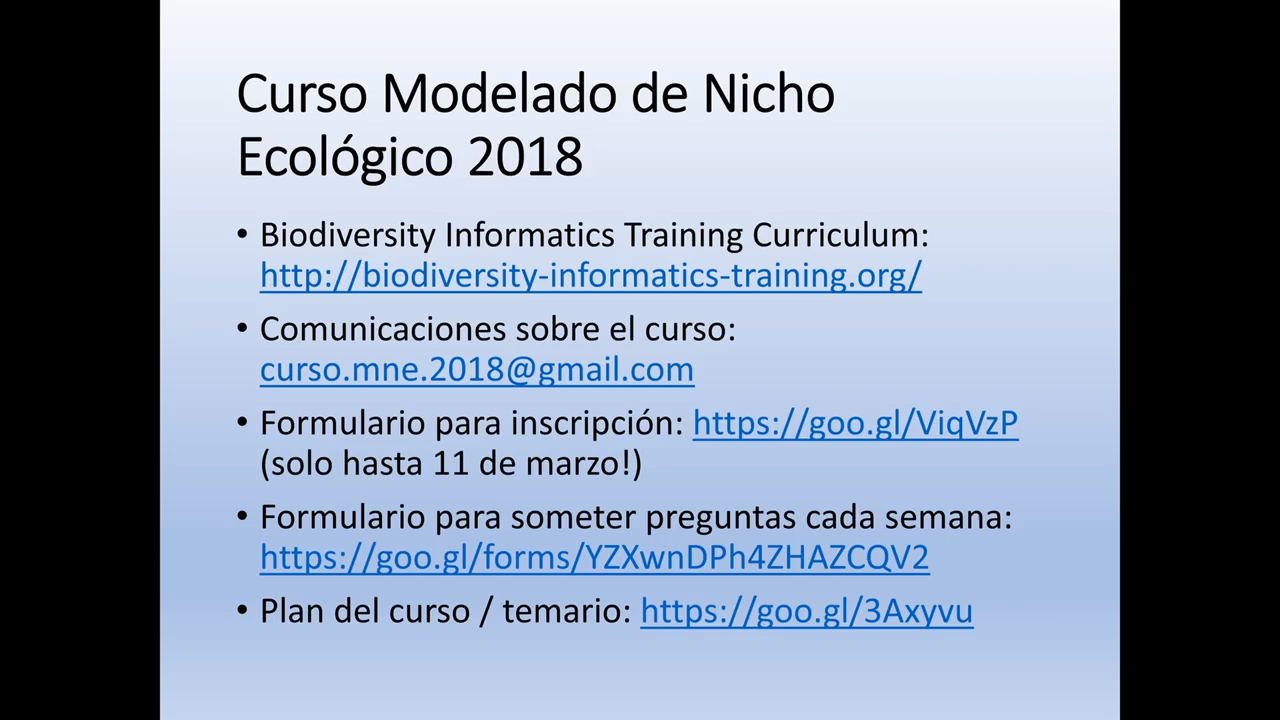 Curso Modelado de Nicho
Ecológico 2018
• Biodiversity Informatics Training Curriculum:
http://biodiversity-informatics-training.org/
• Comunicaciones sobre el curso:
curso.mne.2018@gmail.com
• Formulario para inscripción: https://goo.gl/ViqVzP
(solo hasta 11 de marzo!)
• Formulario para someter preguntas cada semana:
https://goo.gl/forms/YZXwnDPh4ZHAZCQV2
• Plan del curso / temario: https://goo.gl/3Axyvu